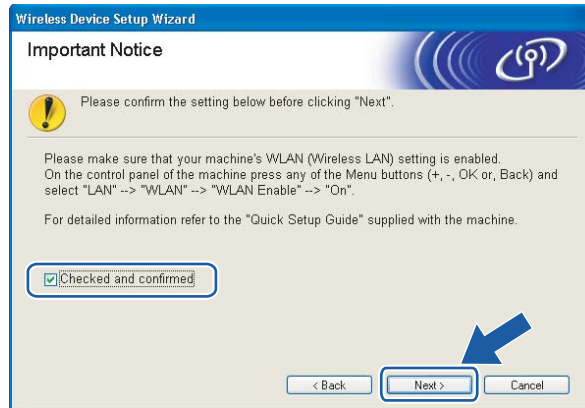 Wireless Device Setup Wizard
Important Notice
Please confirm the setting below before clicking "Next".
Please make sure that your machine's WLAN (Wireless LAN) setting is enabled.
On the control panel of the machine press any of the Menu buttons (+, -, OK or, Back) and
select "LAN" --> "WLAN" --> "WLAN Enable" --> "On".
For detailed information refer to the "Quick Setup Guide" supplied with the machine.
Checked and confirmed
< Back Next > Cancel